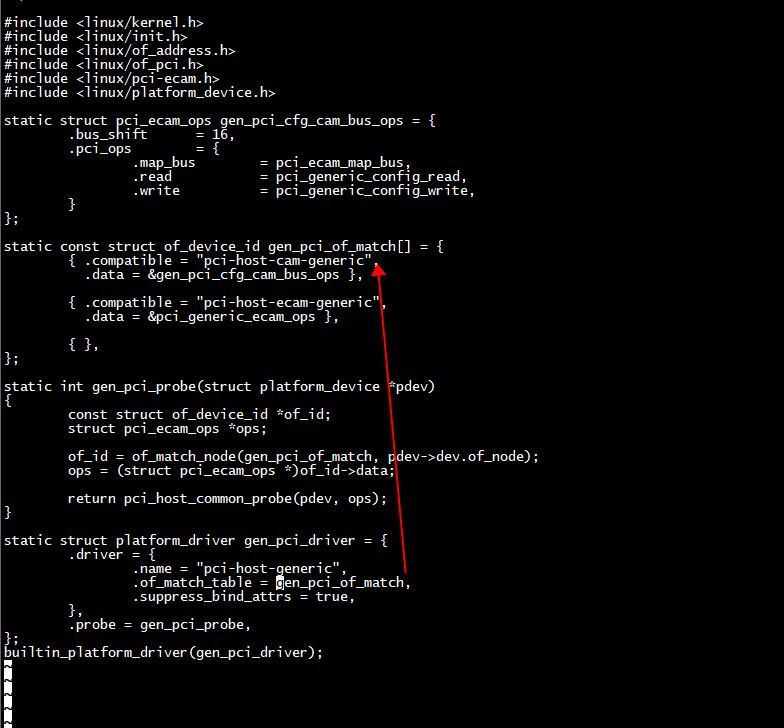 #include <linux/kernel.h>
#include <linux/init.h>
#include <linux/of_address.h>
#include <linux/of_pci.h>
#include <linux/pci-ecam.h>
#include <linux/platform_device.h>

static struct pci_ecam_ops gen_pci_cfg_cam_bus_ops = {
        .bus_shift      = 16,
        .pci_ops        = {
                .map_bus        = pci_ecam_map_bus,
                .read           = pci_generic_config_read,
                .write          = pci_generic_config_write,
        }
};

static const struct of_device_id gen_pci_of_match[] = {
        { .compatible = "pci-host-cam-generic",
          .data = &gen_pci_cfg_cam_bus_ops },

        { .compatible = "pci-host-ecam-generic",
          .data = &pci_generic_ecam_ops },

        { },
};

static int gen_pci_probe(struct platform_device *pdev)
{
        const struct of_device_id *of_id;
        struct pci_ecam_ops *ops;

        of_id = of_match_node(gen_pci_of_match, pdev->dev.of_node);
        ops = (struct pci_ecam_ops *)of_id->data;

        return pci_host_common_probe(pdev, ops);
}

static struct platform_driver gen_pci_driver = {
        .driver = {
                .name = "pci-host-generic",
                .of_match_table = gen_pci_of_match,
                .suppress_bind_attrs = true,
        },
        .probe = gen_pci_probe,
};
builtin_platform_driver(gen_pci_driver);
~
~
~
~
~